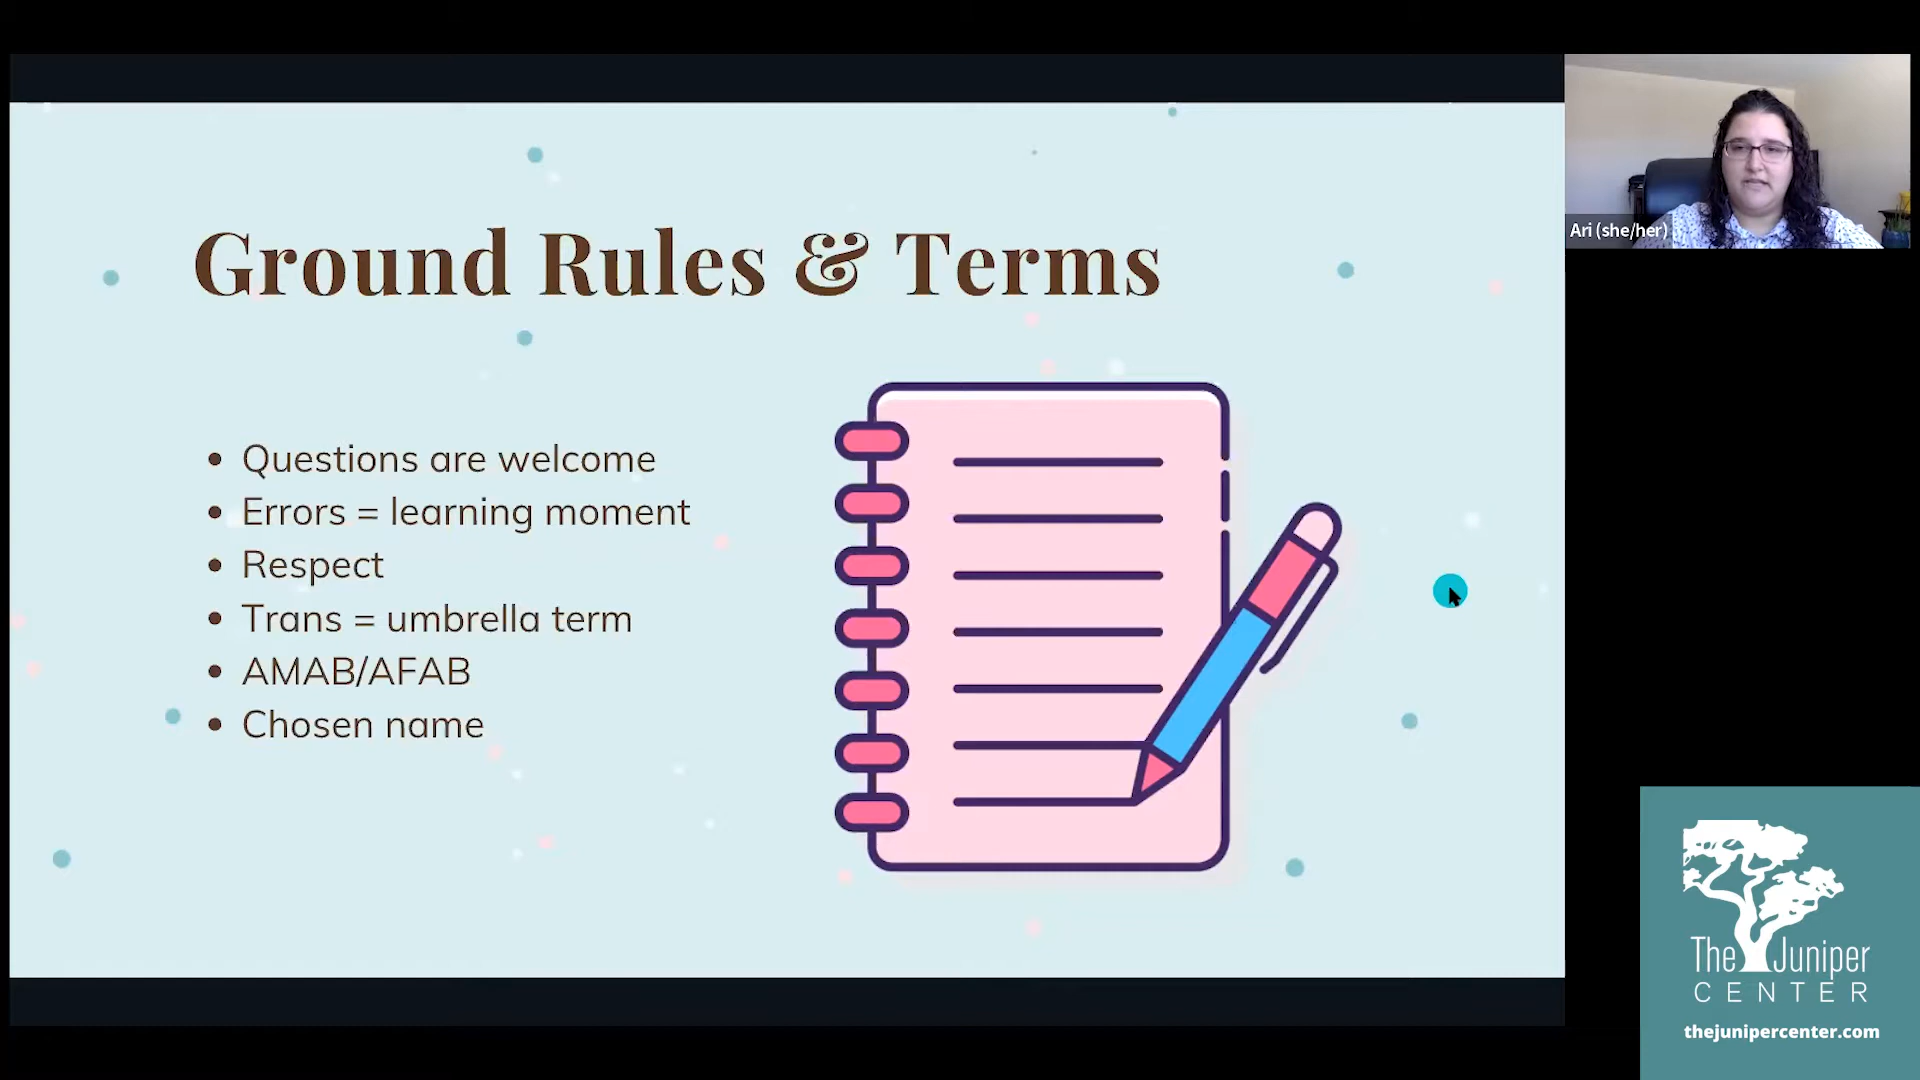 Ground Rules & Terms
• Questions are welcome
• Errors = learning moment
• Respect
• Trans = umbrella term
• AMAB/AFAB
• Chosen name
Ari (she/her)
The Juniper
CENTER
thejunipercenter.com